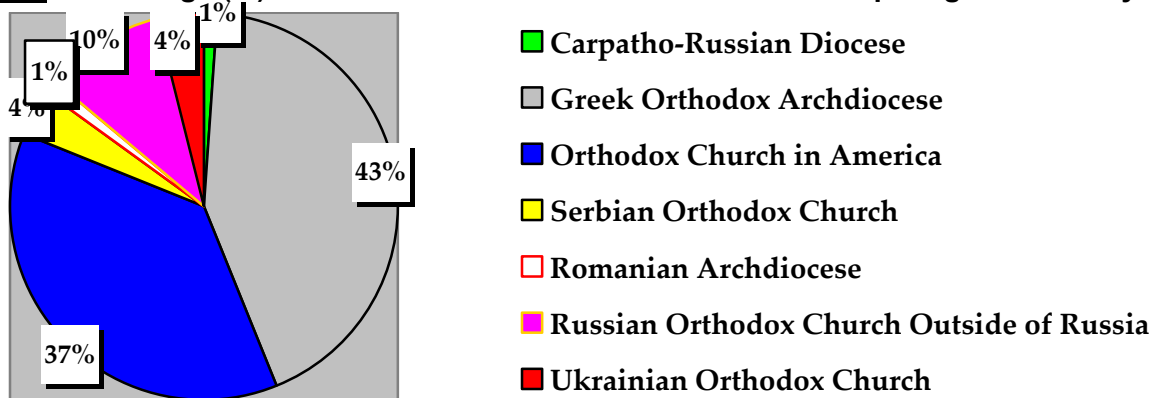 1%
10%
4%
1%
4%
43%
37%
Carpatho-Russian Diocese
Greek Orthodox Archdiocese
Orthodox Church in America
Serbian Orthodox Church
Romanian Archdiocese
Russian Orthodox Church Outside of Russia
Ukrainian Orthodox Church